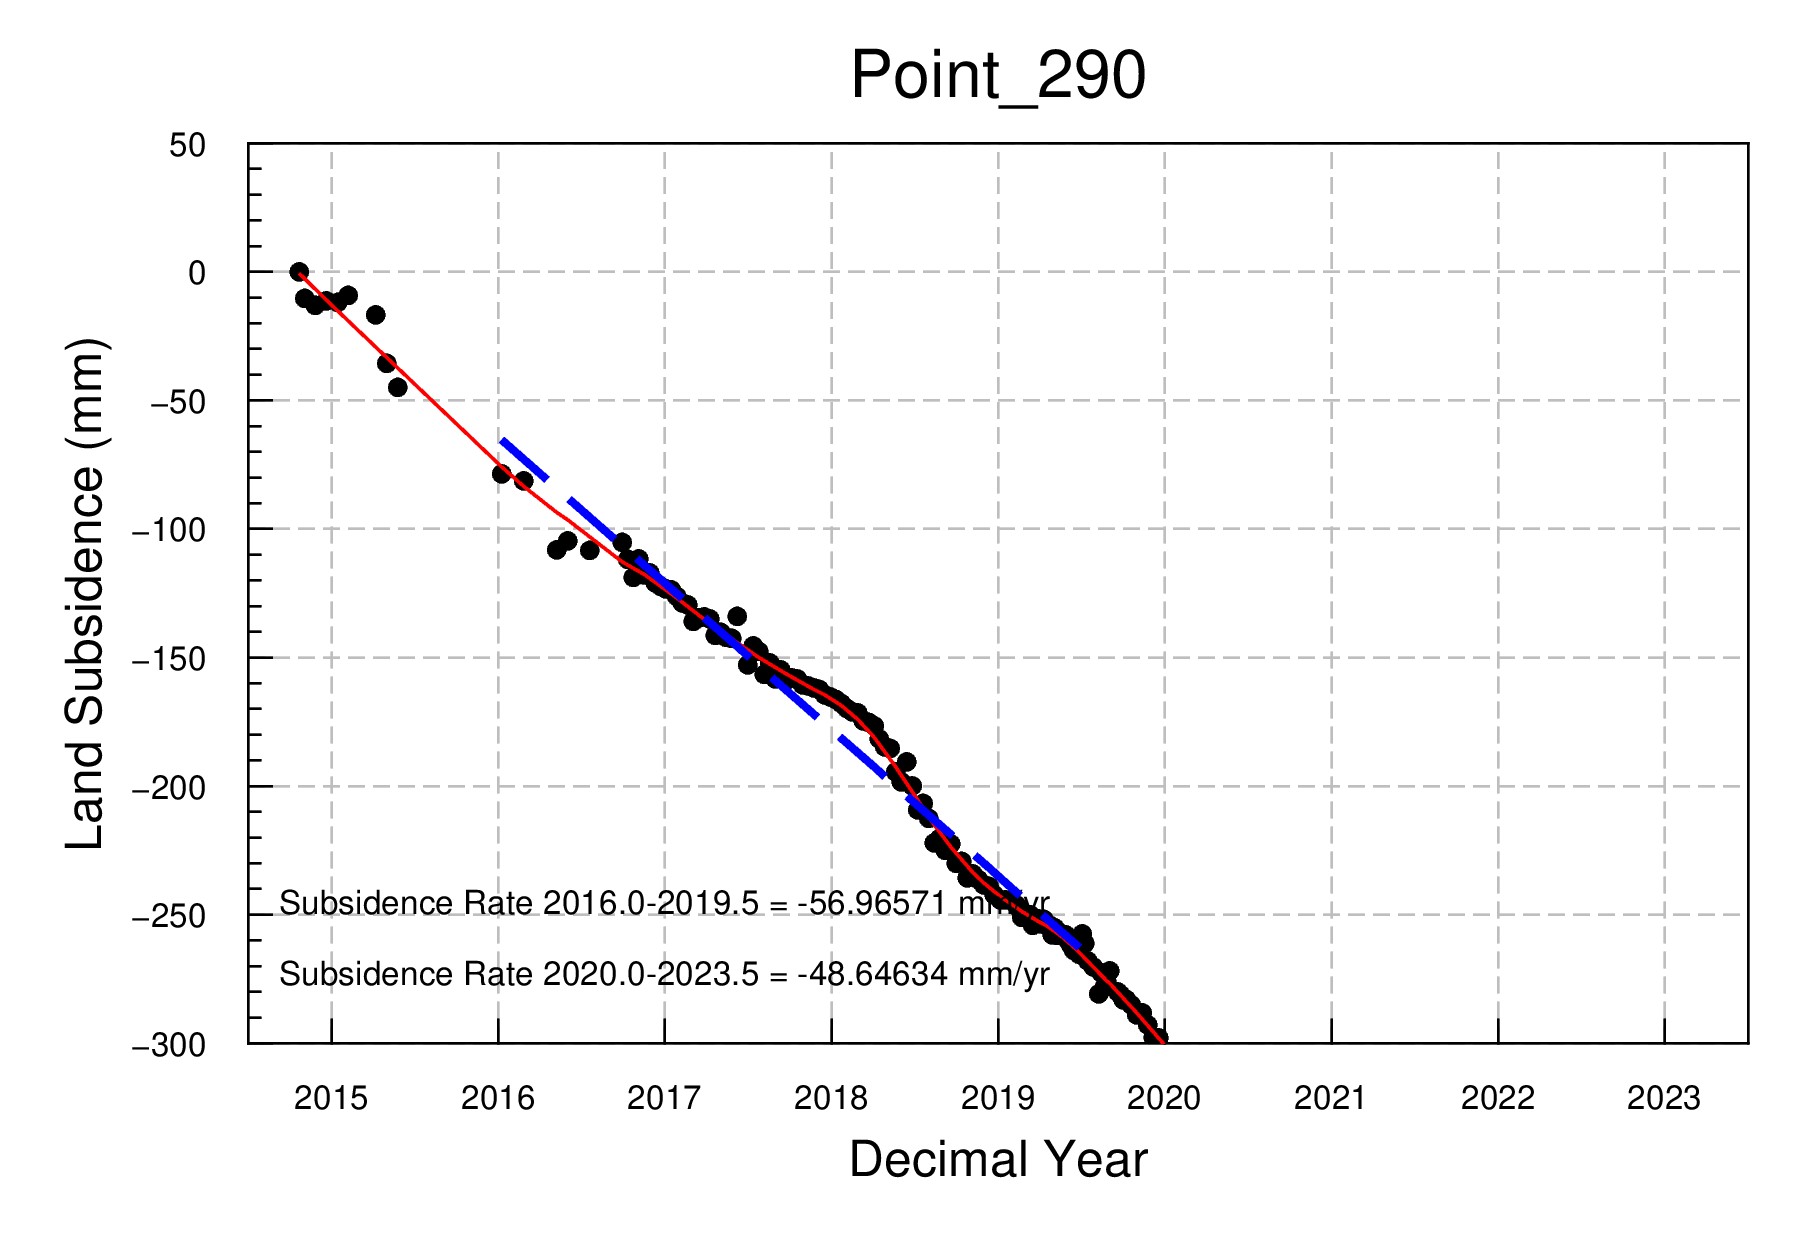 Point_290
50
0
−50
−100
−150
−200
−250
−300
Land Subsidence (mm)
Subsidence Rate 2016.0-2019.5 = -56.96571 mm/yr
Subsidence Rate 2020.0-2023.5 = -48.64634 mm/yr
2015 2016 2017 2018 2019 2020 2021 2022 2023
Decimal Year